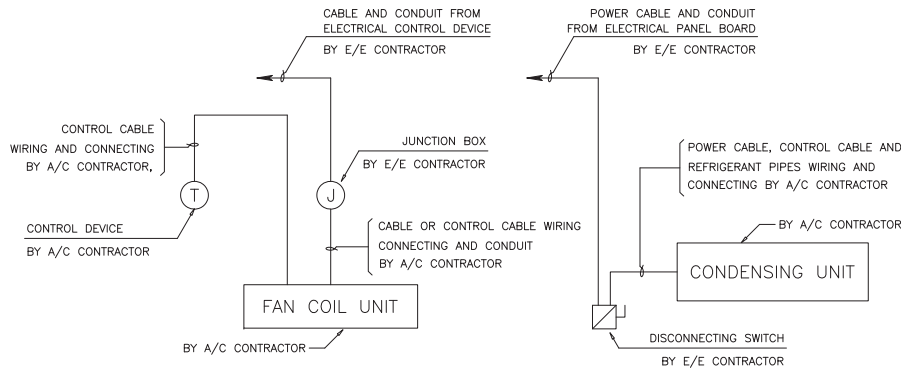 CABLE AND CONDUIT FROM
ELECTRICAL CONTROL DEVICE
BY E/E CONTRACTOR
POWER CABLE AND CONDUIT
FROM ELECTRICAL PANEL BOARD
BY E/E CONTRACTOR
CONTROL CABLE
WIRING AND CONNECTING
BY A/C CONTRACTOR,
T
CONTROL DEVICE
BY A/C CONTRACTOR
JUNCTION BOX
BY E/E CONTRACTOR
J
CABLE OR CONTROL CABLE WIRING
CONNECTING AND CONDUIT
BY A/C CONTRACTOR
FAN COIL UNIT
BY A/C CONTRACTOR
POWER CABLE, CONTROL CABLE AND
REFRIGERANT PIPES WIRING AND
CONNECTING BY A/C CONTRACTOR
BY A/C CONTRACTOR
CONDENSING UNIT
DISCONNECTING SWITCH
BY E/E CONTRACTOR